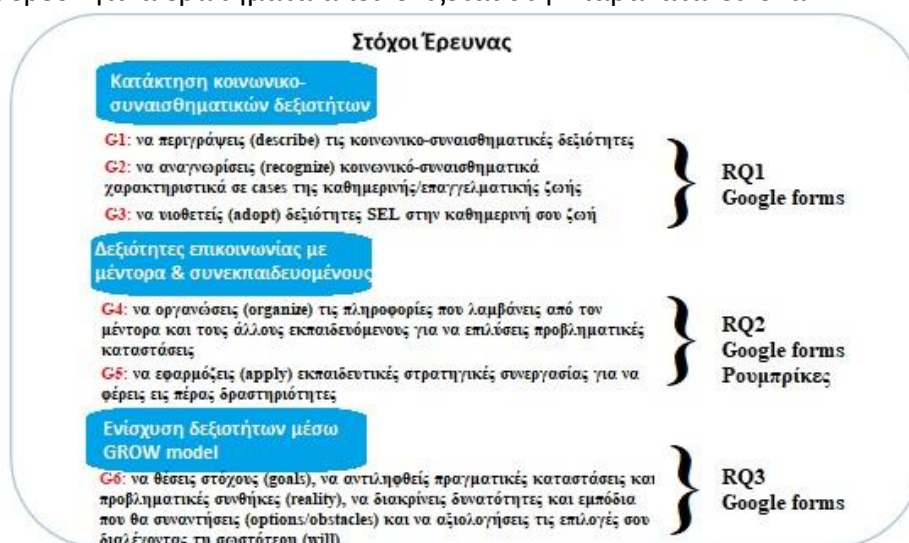 Στόχοι Έρευνας
Κατάκτηση κοινωνικο-
συναισθηματικών δεξιοτήτων
G1: να περιγράψεις (describe) τις κοινωνικο-συναισθηματικές δεξιότητες
G2: να αναγνωρίσεις (recognize) κοινωνικό-συναισθηματικά
χαρακτηριστικά σε cases της καθημερινής/επαγγελματικής ζωής
G3: να υιοθετείς (adopt) δεξιότητες SEL στην καθημερινή σου ζωή
RQ1
Google forms
Δεξιότητες επικοινωνίας με
μέντορα & συνεκπαιδευομένους
G4: να οργανώσεις (organize) τις πληροφορίες που λαμβάνεις από τον
μέντορα και τους άλλους εκπαιδευόμενους για να επιλύσεις προβληματικές
καταστάσεις
G5: να εφαρμόζεις (apply) εκπαιδευτικές στρατηγικές συνεργασίας για να
φέρεις εις πέρας δραστηριότητες
RQ2
Google forms
Ρουμπρίκες
Ενίσχυση δεξιοτήτων μέσω
GROW model
G6: να θέσεις στόχους (goals), να αντιληφθείς πραγματικές καταστάσεις και
προβληματικές συνθήκες (reality), να διακρίνεις δυνατότητες και εμπόδια
που θα συναντήσεις (options/obstacles) και να αξιολογήσεις τις επιλογές σου
διαλέγοντας τη σωστότερη (will)
RQ3
Google forms